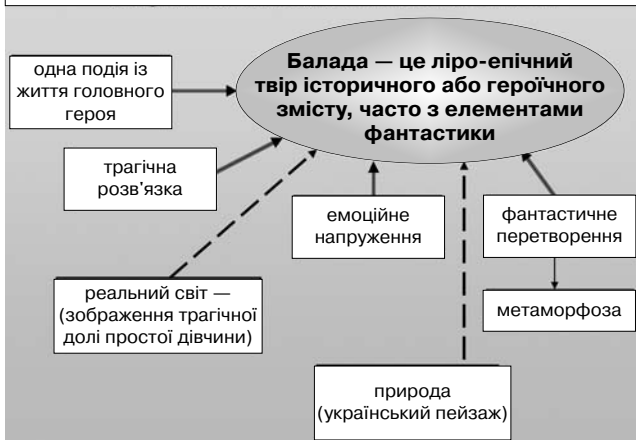 Балада — це ліро-епічний
твір історичного або героїчного
змісту, часто з елементами
фантастики
одна подія із
життя головного
героя
трагічна
розв'язка
емоційне
напруження
фантастичне
перетворення
реальний світ —
(зображення трагічної
долі простої дівчини)
метаморфоза
природа
(український пейзаж)